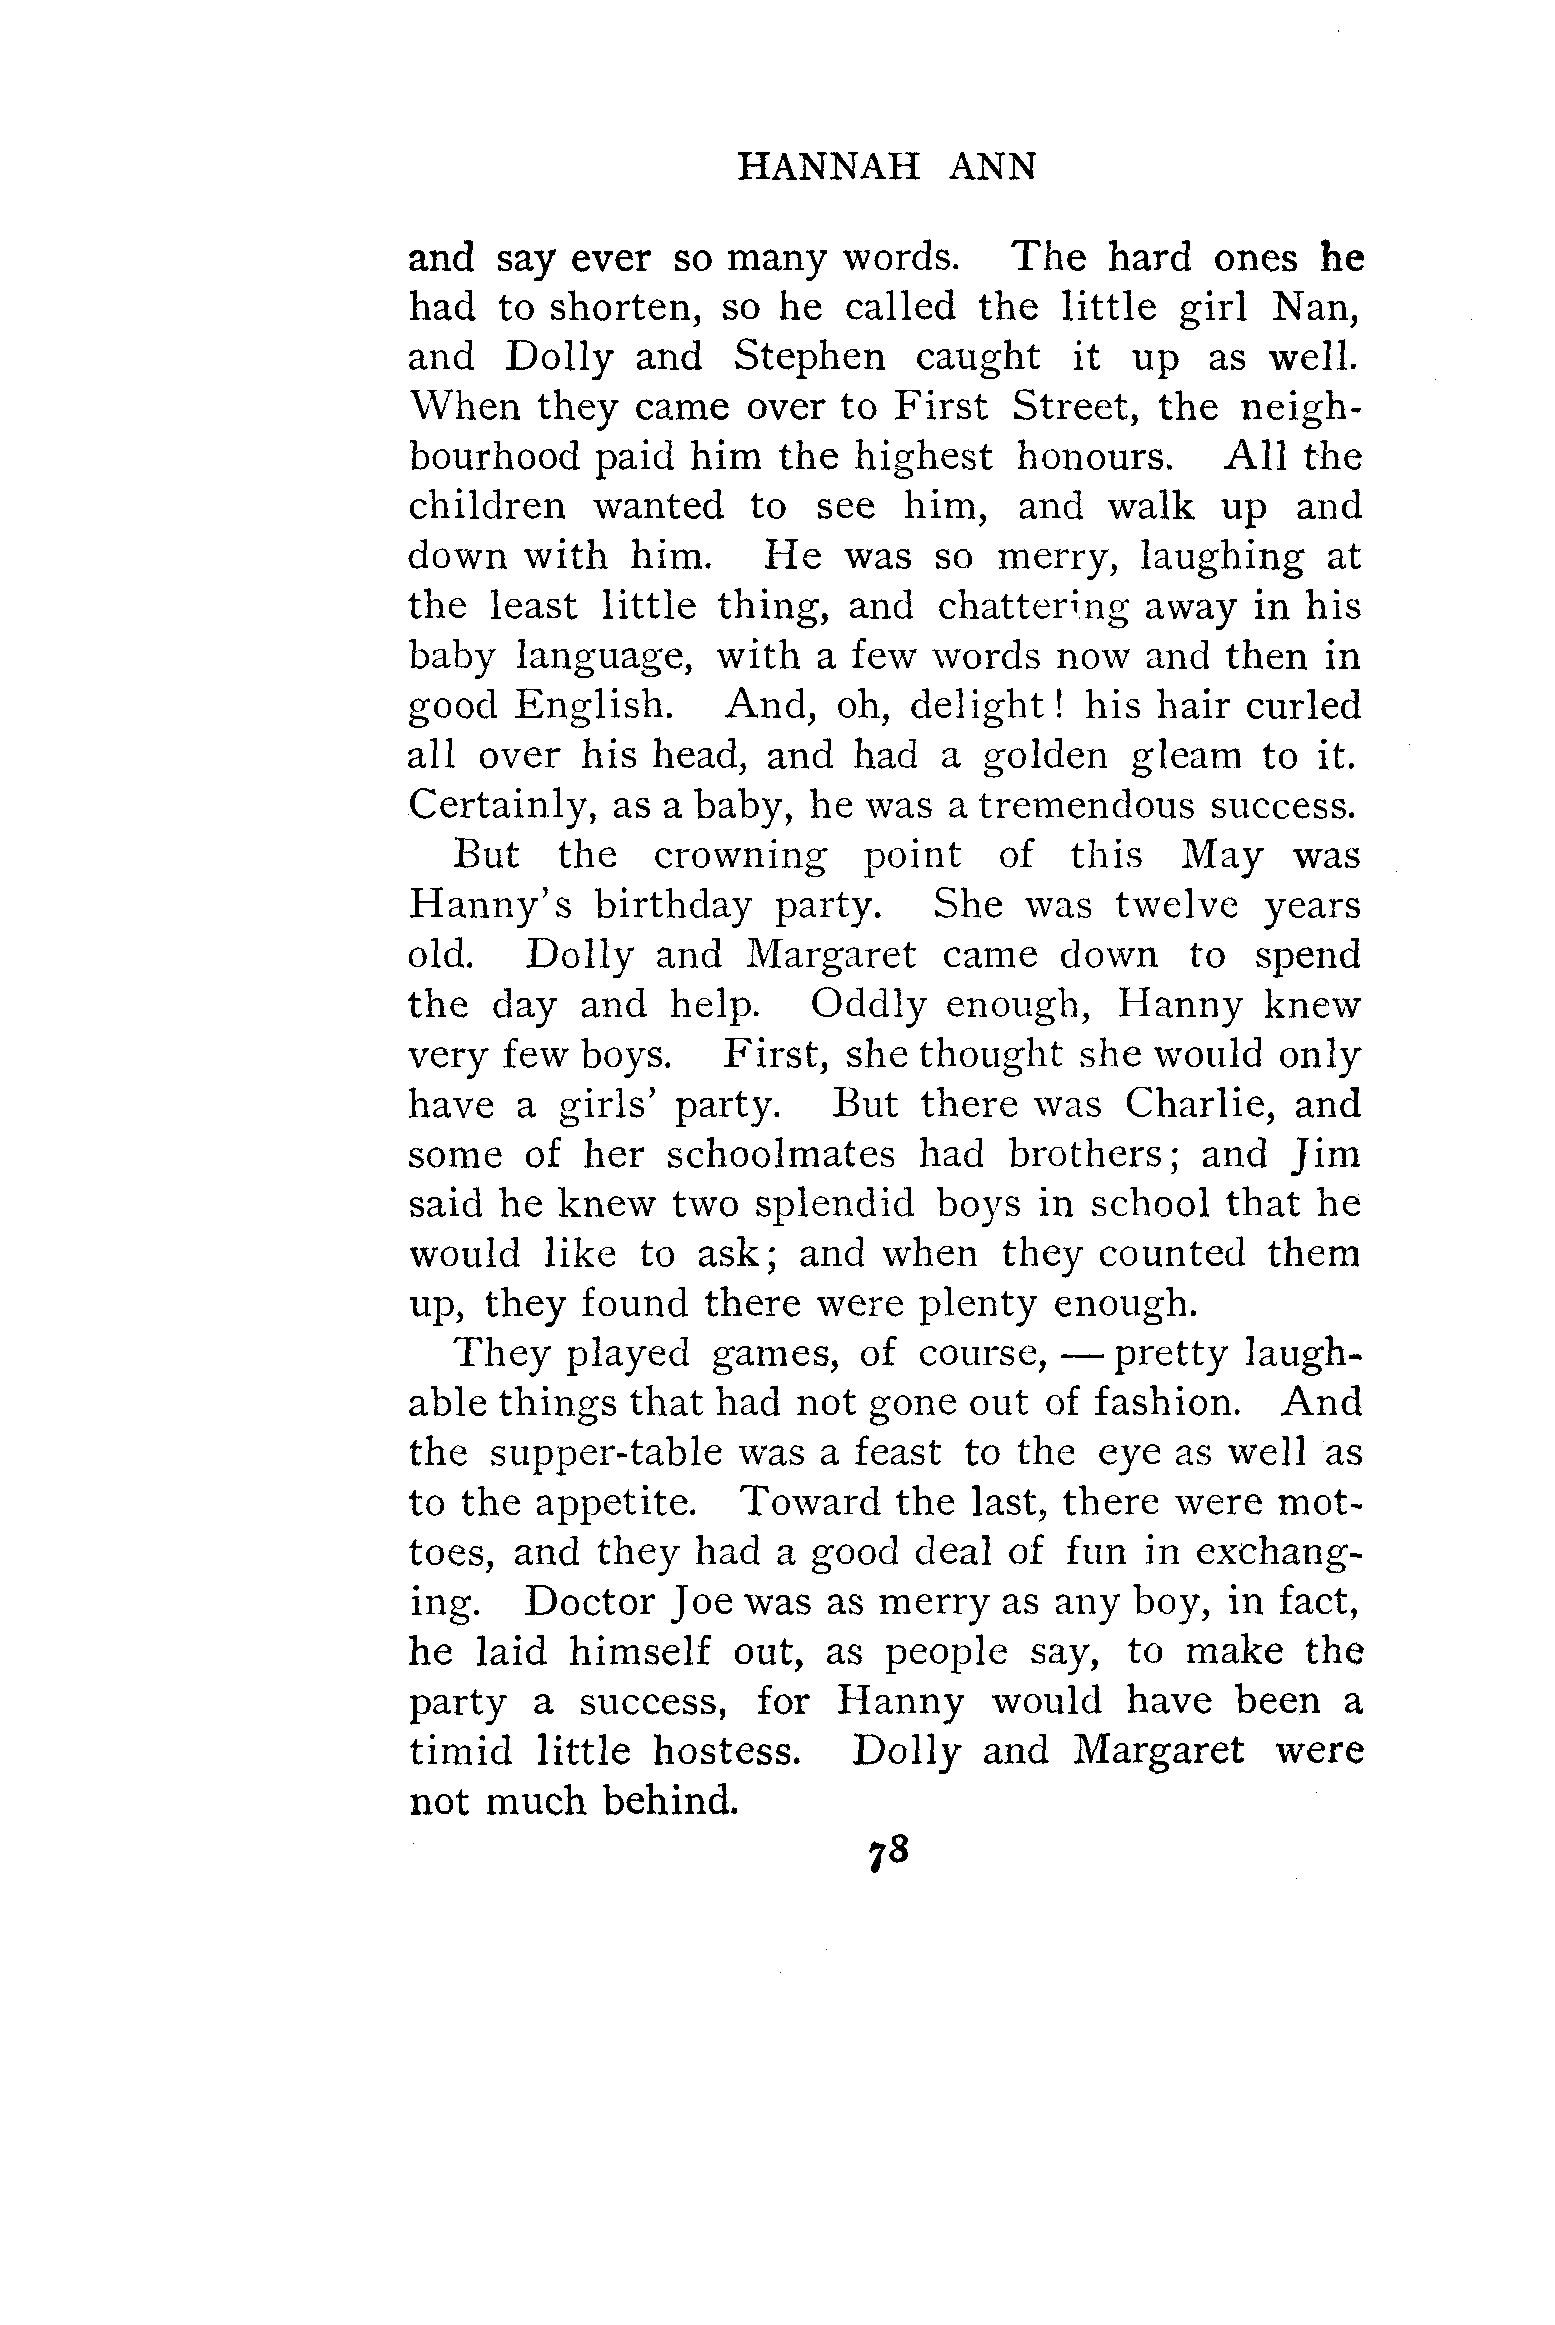 HANNAH ANN
and say ever so many words. The hard ones he
had to shorten, so he called the little girl Nan,
and Dolly and Stephen caught it up as well.
When they came over to First Street, the neigh-
bourhood paid him the highest honours. All the
children wanted to see him, and walk up and
down with him. He was so merry, laughing at
the least little thing, and chattering away in his
baby language, with a few words now and then in
good English. And, oh, delight! his hair curled
all over his head, and had a golden gleam to it.
Certainly, as a baby, he was a tremendous success.
But the crowning point of this May was
Hanny's birthday party. She was twelve years
old. Dolly and Margaret came down to spend
the day and help. Oddly enough, Hanny knew
very few boys. First, she thought she would only
have a girls' party. But there was Charlie, and
some of her schoolmates had brothers; and Jim
said he knew two splendid boys in school that he
would like to ask; and when they counted them
up, they found there were plenty enough.
They played games, of course, — pretty laugh-
able things that had not gone out of fashion. And
the supper-table was a feast to the eye as well as
to the appetite. Toward the last, there were mot-
toes, and they had a good deal of fun in exchang-
ing. Doctor Joe was as merry as any boy, in fact,
he laid himself out, as people say, to make the
party a success, for Hanny would have been a
timid little hostess. Dolly and Margaret were
not much behind.
78